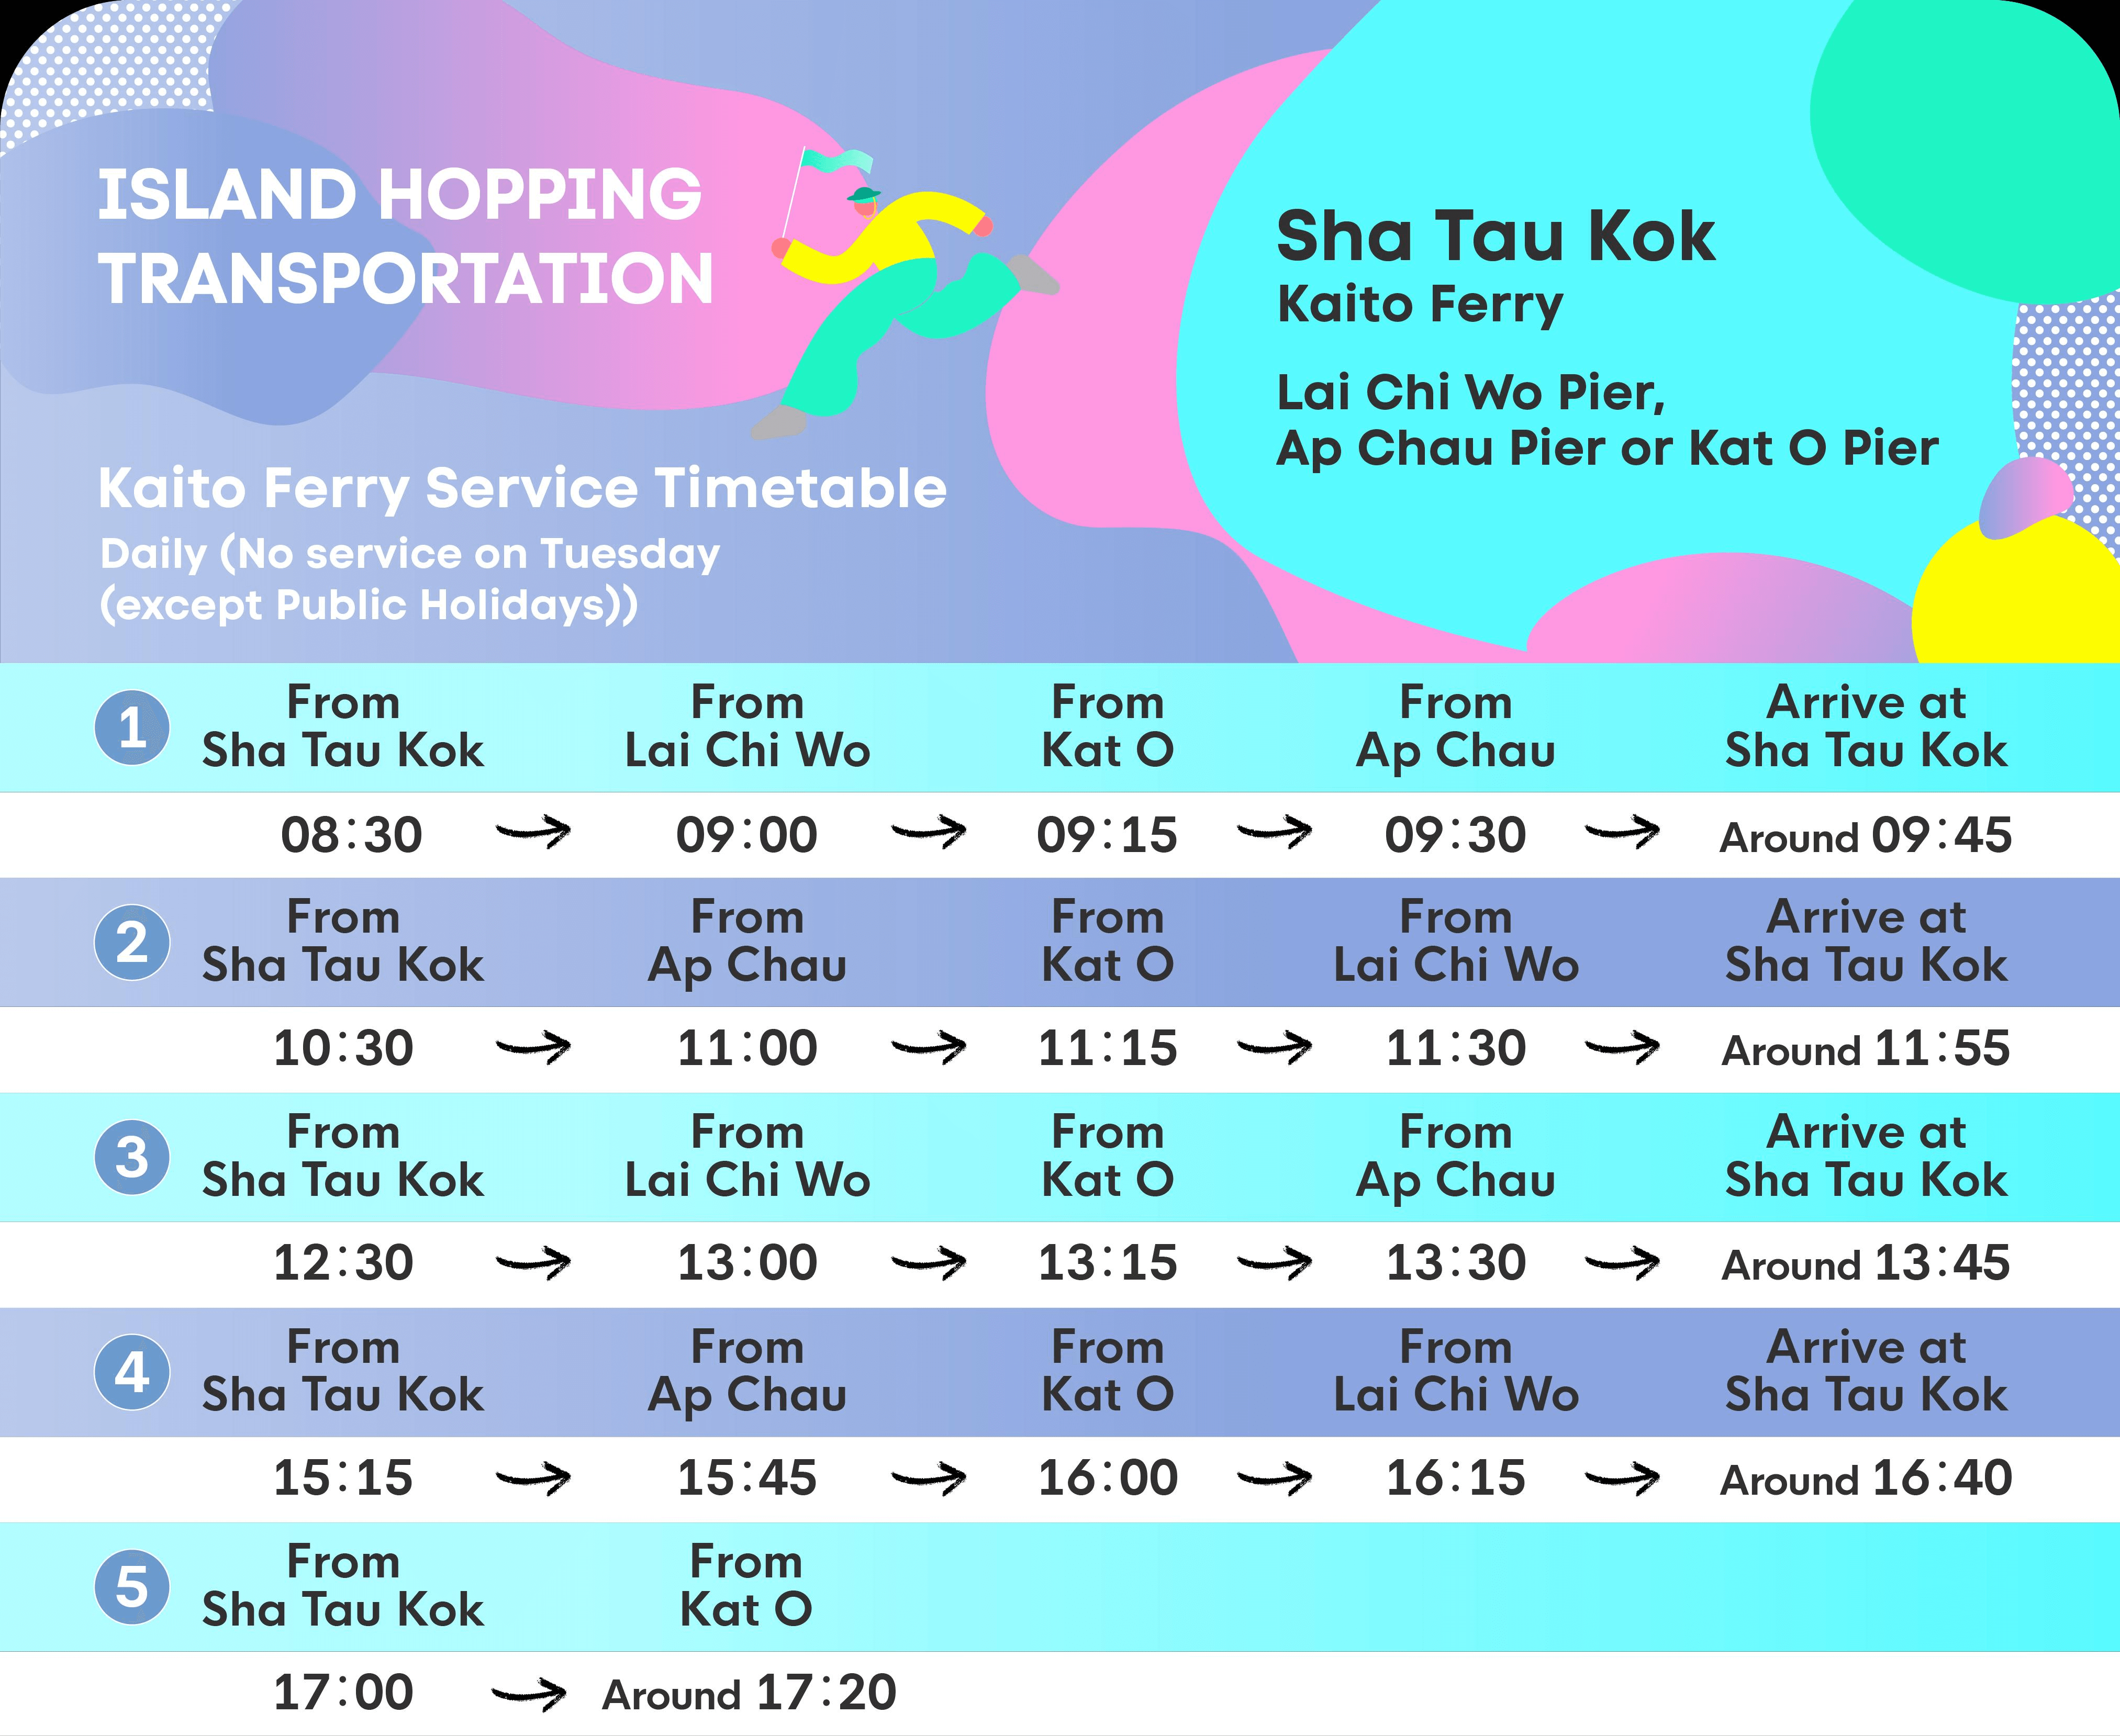 ISLAND HOPPING
TRANSPORTATION
Kaito Ferry Service Timetable
Daily (No service on Tuesday
(except Public Holidays))
Sha Tau Kok
Kaito Ferry
Lai Chi Wo Pier,
Ap Chau Pier or Kat O Pier
1
From From From From Arrive at
Sha Tau Kok Lai Chi Wo Kat O Ap Chau Sha Tau Kok
08:30 09:00 09:15 09:30 Around 09:45
2
From From From From Arrive at
Sha Tau Kok Ap Chau Kat O Lai Chi Wo Sha Tau Kok
10:30 11:00 11:15 11:30 Around 11:55
3
From From From From Arrive at
Sha Tau Kok Lai Chi Wo Kat O Ap Chau Sha Tau Kok
12:30 13:00 13:15 13:30 Around 13:45
4
From From From From Arrive at
Sha Tau Kok Ap Chau Kat O Lai Chi Wo Sha Tau Kok
15:15 15:45 16:00 16:15 Around 16:40
5
From From
Sha Tau Kok Kat O
17:00 Around 17:20